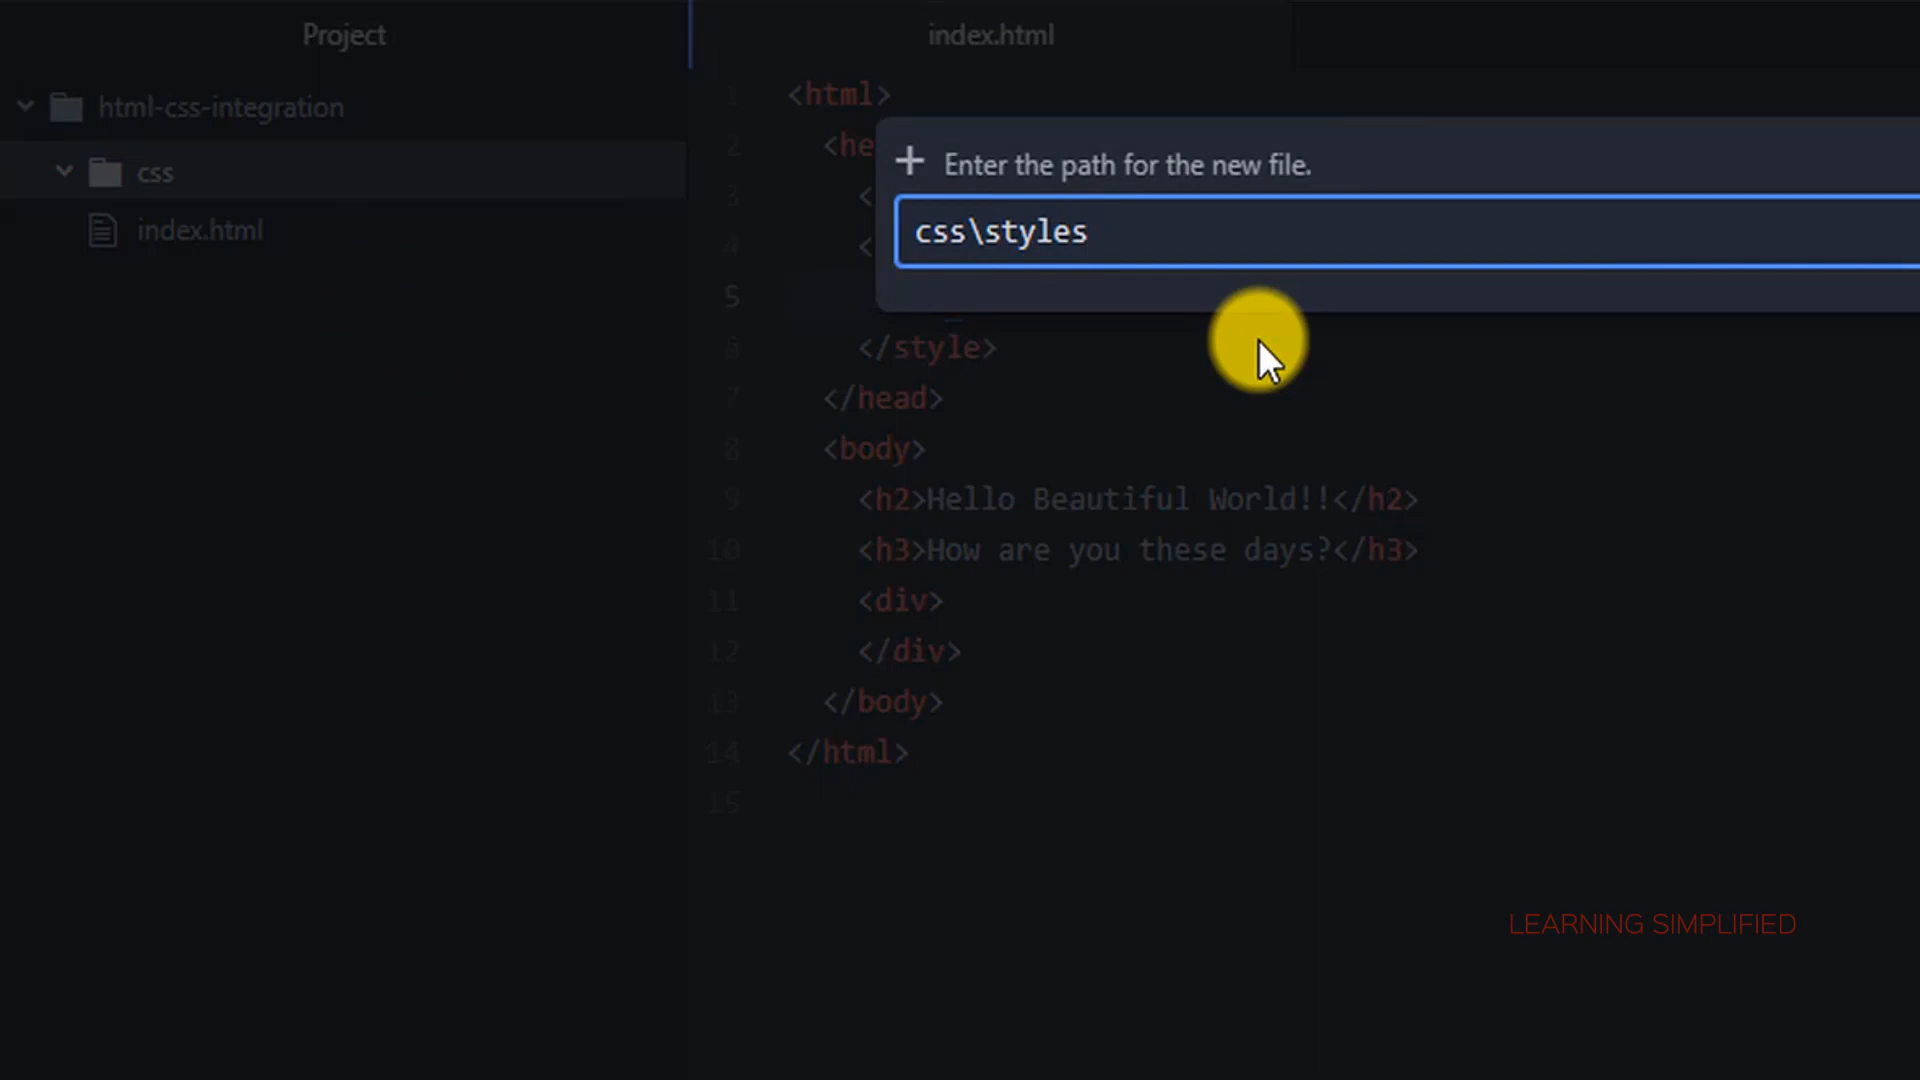 Project
index.html
html-css-integration
css
index.html
1 <html>
2 <he
3 <
4 <
5
6 </style>
7 </head>
8 <body>
9 <h2>Hello Beautiful World!!</h2>
10 <h3>How are you these days?</h3>
11 <div>
12 </div>
13 </body>
14 </html>
15
Enter the path for the new file.
css\styles
LEARNING SIMPLIFIED